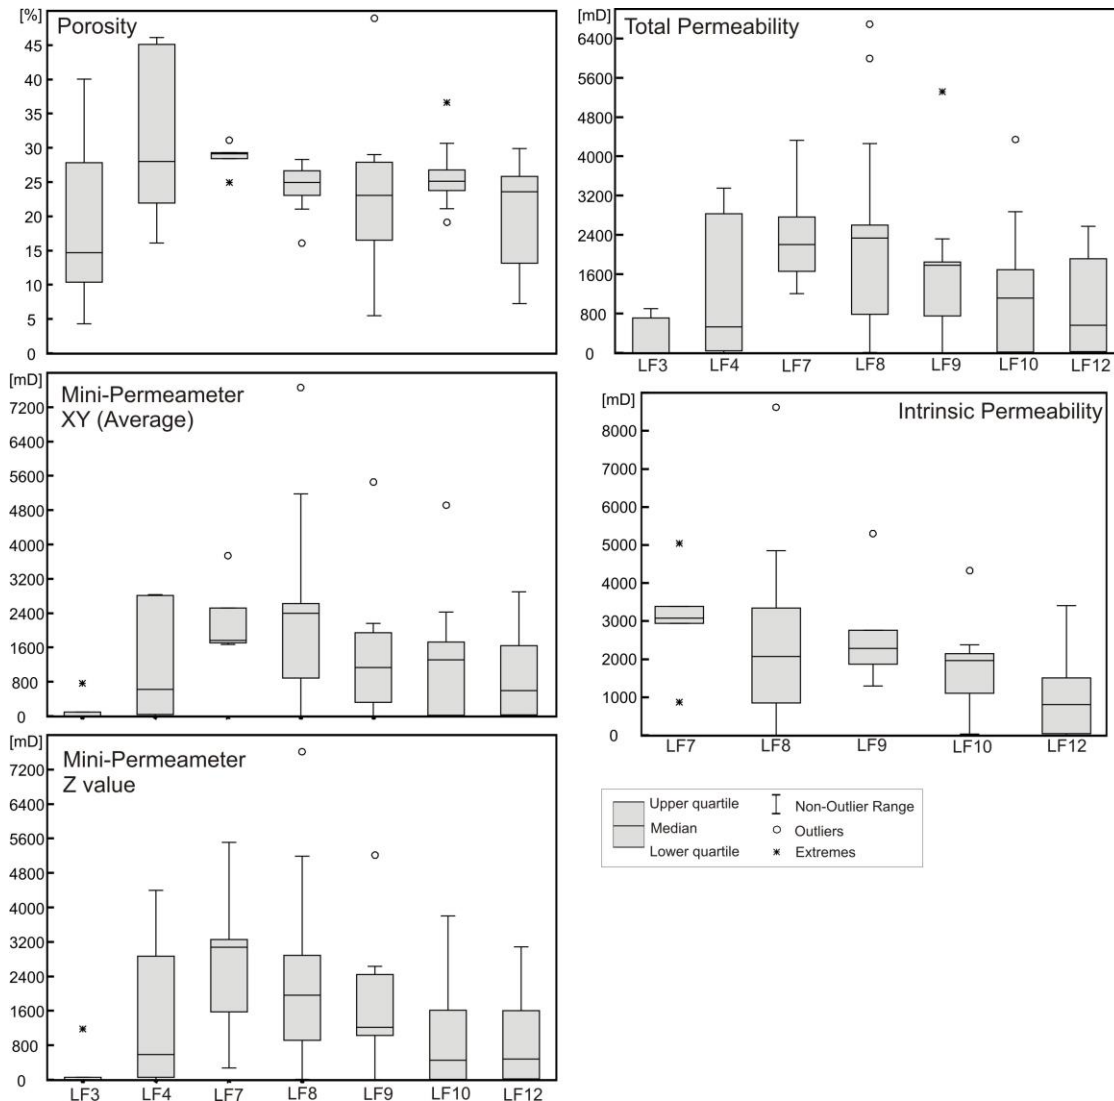 [%]
Porosity
45
40
35
30
25
20
15
10
5
0
[mD]
Total Permeability
6400
5600
4800
4000
3200
2400
1600
800
0
LF3 LF4 LF7 LF8 LF9 LF10 LF12
[mD]
Mini-Permeameter
XY (Average)
7200
6400
5600
4800
4000
3200
2400
1600
800
0
[mD]
Intrinsic Permeability
8000
7000
6000
5000
4000
3000
2000
1000
0
LF7 LF8 LF9 LF10 LF12
[mD]
Mini-Permeameter
Z value
7200
6400
5600
4800
4000
3200
2400
1600
800
0
LF3 LF4 LF7 LF8 LF9 LF10 LF12
Upper quartile
Median
Lower quartile
Non-Outlier Range
Outliers
Extremes